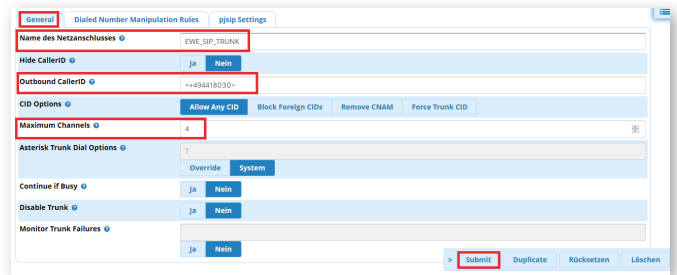 General Dialed Number Manipulation Rules pjsip Settings
Name des Netzanschlusses EWE_SIP_TRUNK
Hide CallerID Ja Nein
Outbound CallerID <+494418030>
CID Options Allow Any CID Block Foreign CIDs Remove CNAM Force Trunk CID
Maximum Channels 4
Asterisk Trunk Dial Options T
Override System
Continue if Busy Ja Nein
Disable Trunk Ja Nein
Monitor Trunk Failures
Ja Nein
» Submit Duplicate Rücksetzen Löschen